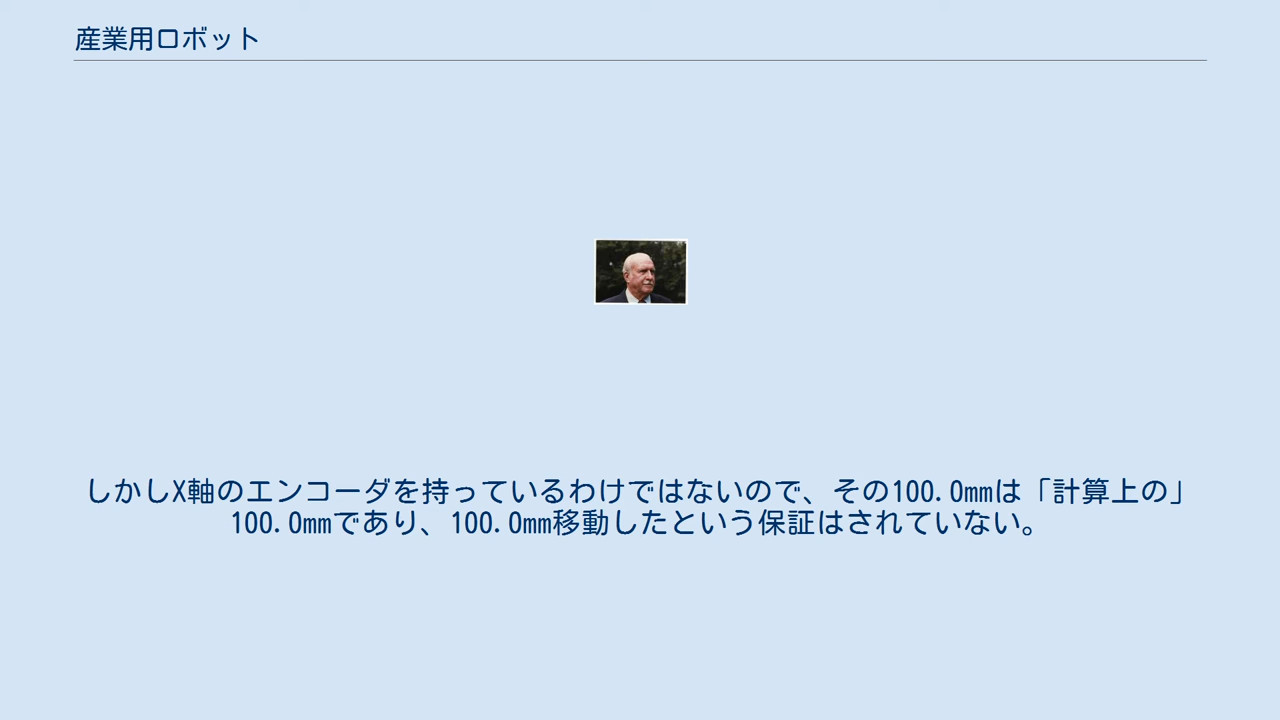 産業用ロボット
しかしX軸のエンコーダを持っているわけではないので、その100.0mmは「計算上の」
100.0mmであり、100.0mm移動したという保証はされていない。